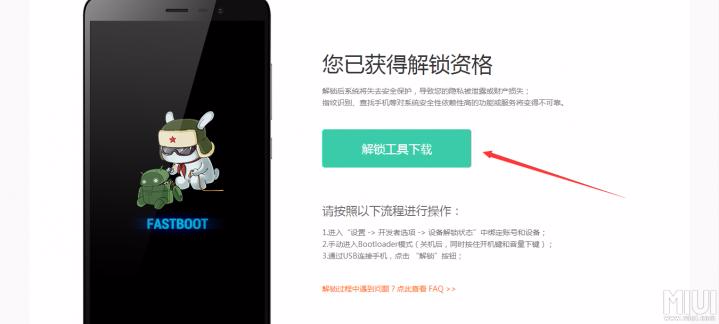 您已获得解锁资格
解锁后系统将失去安全保护，导致您的隐私被泄露或财产损失；
指纹识别、查找手机等对系统安全性依赖性高的功能或服务将变得不可靠。
解锁工具下载
FASTBOOT
请按照以下流程进行操作：
1.进入“设置 -> 开发者选项 -> 设备解锁状态”中绑定账号和设备；
2.手动进入Bootloader模式（关机后，同时按住开机键和音量下键）；
3.通过USB连接手机，点击 “解锁”按钮；
解锁过程中遇到问题？点此查看 FAQ >>
MIUI
www.miui.com